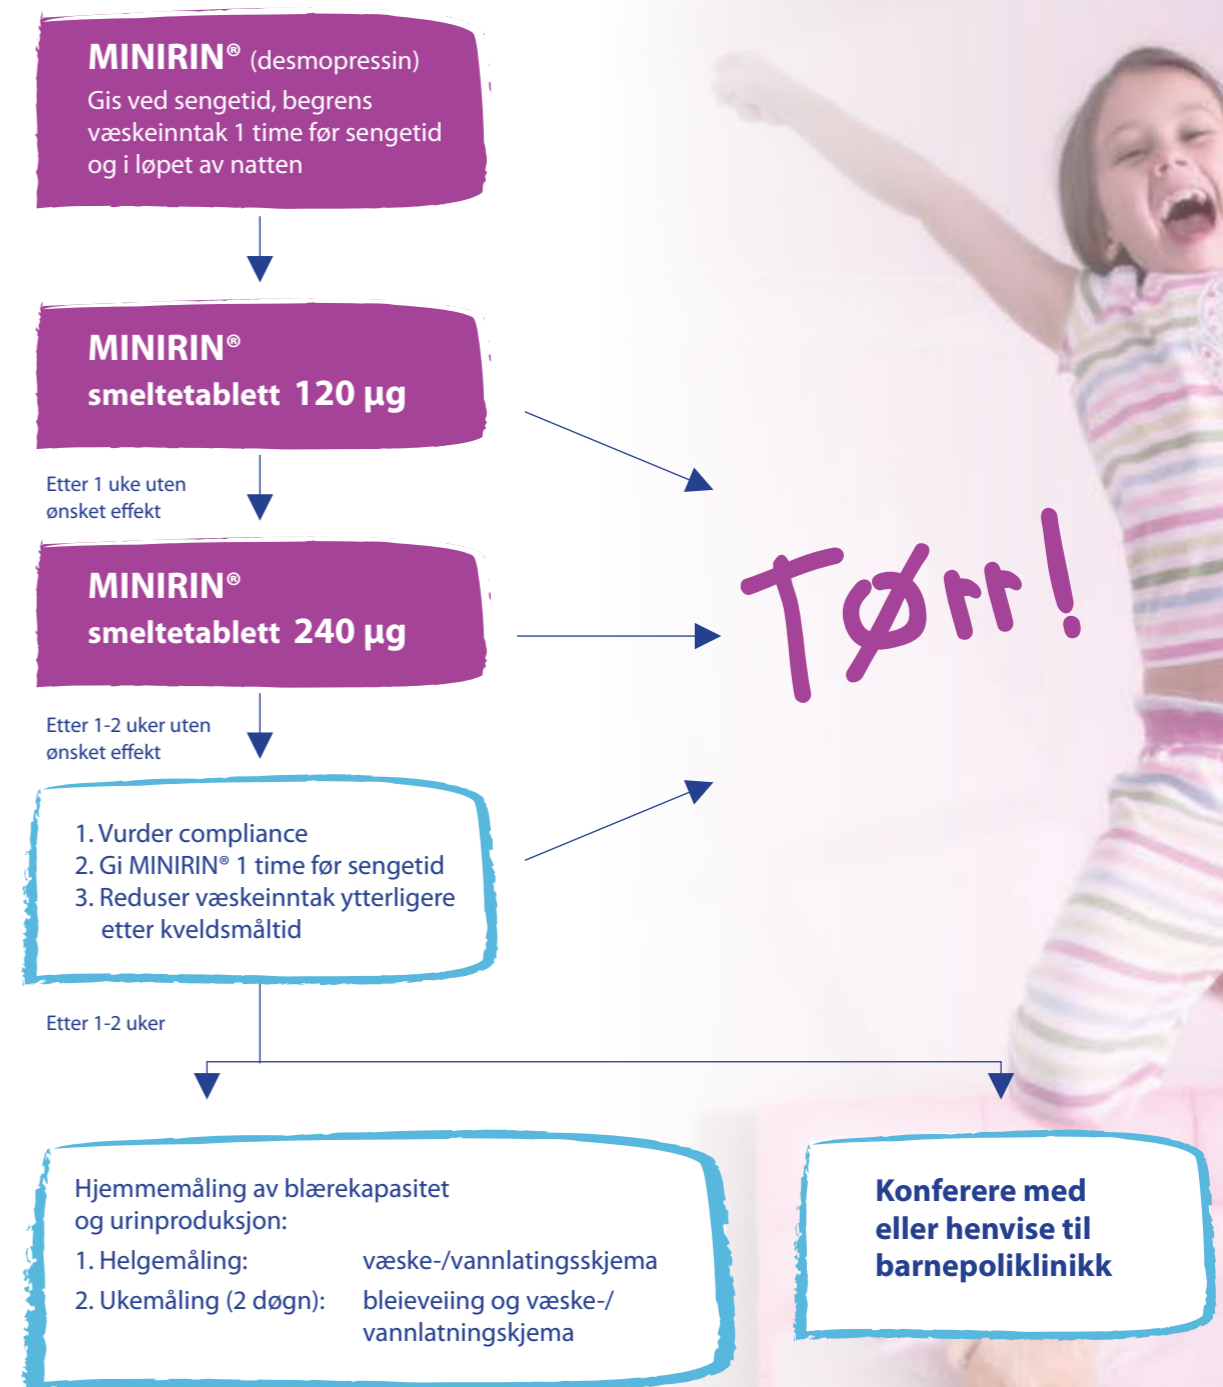 MINIRIN® (desmopressin)
Gis ved sengetid, begrens
væskeinntak 1 time før sengetid
og i løpet av natten
MINIRIN®
smeltetablett 120 µg
Etter 1 uke uten
ønsket effekt
MINIRIN®
smeltetablett 240 µg
Tørr!
Etter 1-2 uker uten
ønsket effekt
1. Vurder compliance
2. Gi MINIRIN® 1 time før sengetid
3. Reduser væskeinntak ytterligere
etter kveldsmåltid
Etter 1-2 uker
Hjemmemåling av blærekapasitet
og urinproduksjon:
1. Helgemåling: væske-/vannlatingsskjema
2. Ukemåling (2 døgn): bleieveiing og væske-/
vannlatningskjema
Konferere med
eller henvise til
barnepoliklinikk